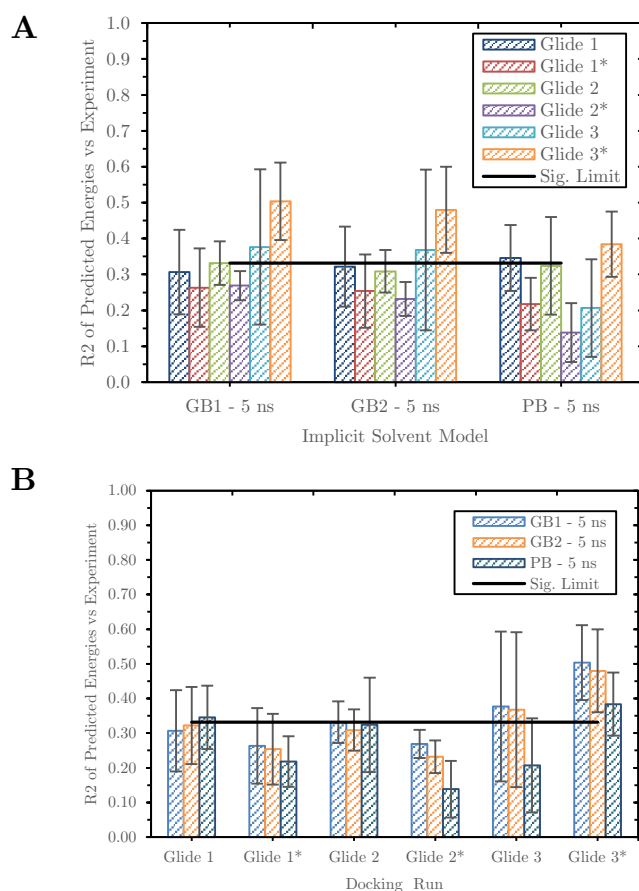 A
R2 of Predicted Energies vs Experiment
1.0
0.9
0.8
0.7
0.6
0.5
0.4
0.3
0.2
0.1
0.0
Glide 1
Glide 1*
Glide 2
Glide 2*
Glide 3
Glide 3*
Sig. Limit
GB1 - 5 ns
GB2 - 5 ns
PB - 5 ns
Implicit Solvent Model
B
R2 of Predicted Energies vs Experiment
1.00
0.90
0.80
0.70
0.60
0.50
0.40
0.30
0.20
0.10
0.00
GB1 - 5 ns
GB2 - 5 ns
PB - 5 ns
Sig. Limit
Glide 1
Glide 1*
Glide 2
Glide 2*
Glide 3
Glide 3*
Docking Run